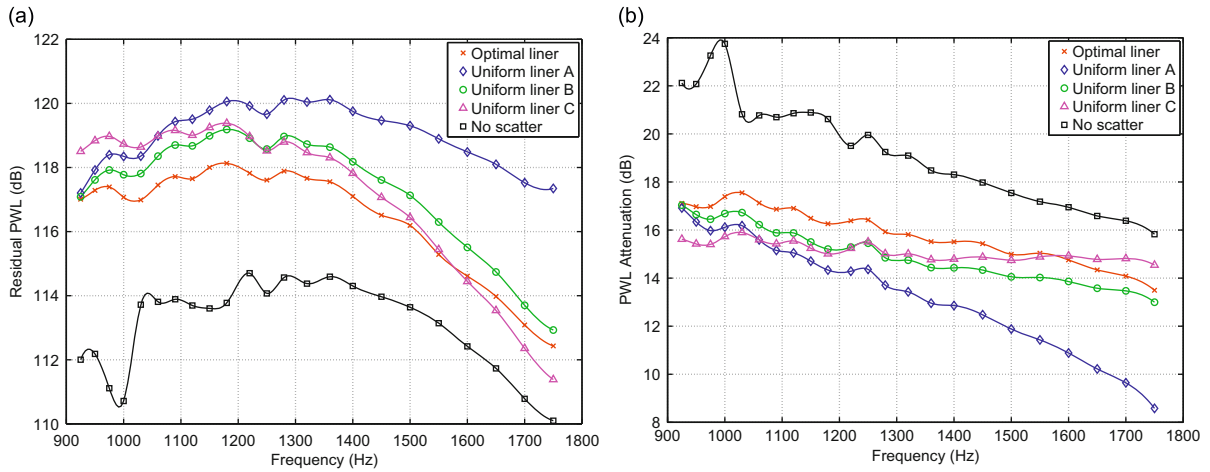 (a)
122
120
118
116
114
112
110
Residual PWL (dB)
900 1000 1100 1200 1300 1400 1500 1600 1700 1800
Frequency (Hz)
Optimal liner
Uniform liner A
Uniform liner B
Uniform liner C
No scatter
(b)
24
22
20
18
16
14
12
10
8
PWL Attenuation (dB)
900 1000 1100 1200 1300 1400 1500 1600 1700 1800
Frequency (Hz)
Optimal liner
Uniform liner A
Uniform liner B
Uniform liner C
No scatter